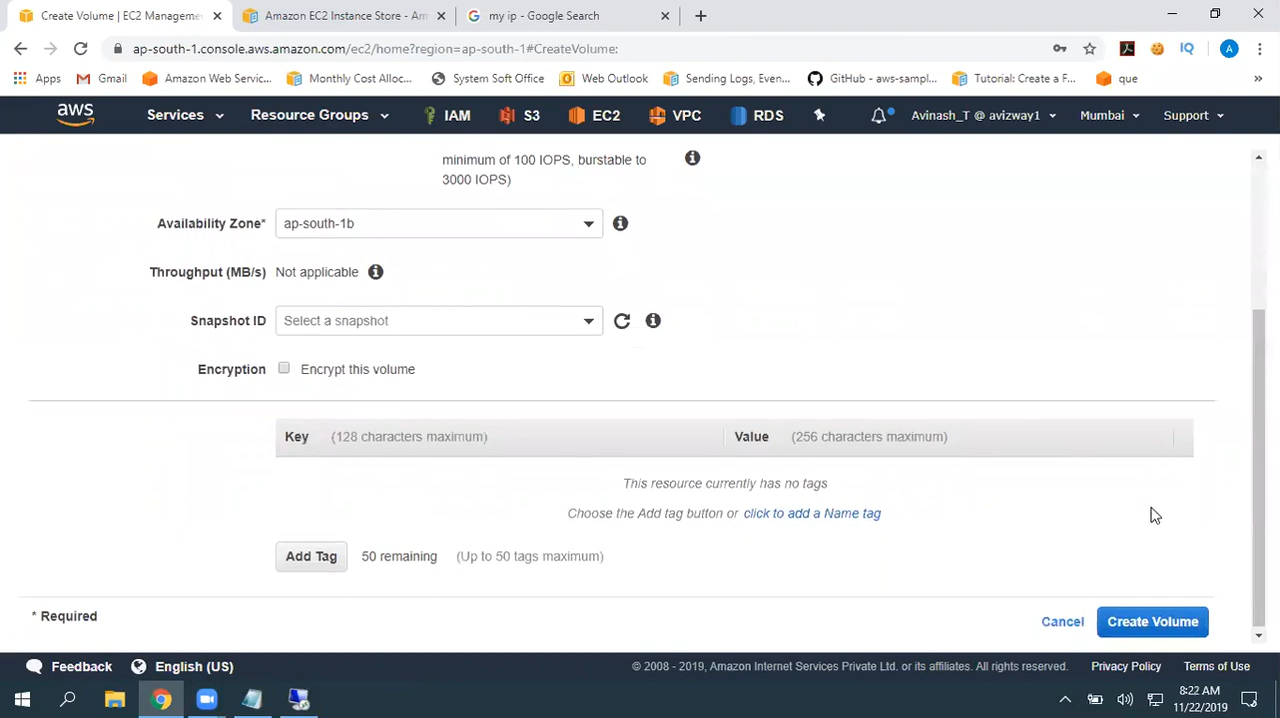 Create Volume | EC2 Manageme
Amazon EC2 Instance Store - Am
my ip - Google Search
ap-south-1.console.aws.amazon.com/ec2/home?region=ap-south-1#CreateVolume:
A
Apps
Gmail
Amazon Web Servic...
Monthly Cost Alloc...
System Soft Office
Web Outlook
Sending Logs, Even...
GitHub - aws-sampl...
Tutorial: Create a F...
que
»
aws
Services
Resource Groups
IAM
S3
EC2
VPC
RDS
Avinash_T @ avizway1
Mumbai
Support
minimum of 100 IOPS, burstable to
3000 IOPS)
Availability Zone* ap-south-1b
Throughput (MB/s) Not applicable
Snapshot ID Select a snapshot
Encryption Encrypt this volume
Key (128 characters maximum) Value (256 characters maximum)
This resource currently has no tags
Choose the Add tag button or click to add a Name tag
Add Tag 50 remaining (Up to 50 tags maximum)
* Required
Cancel Create Volume
Feedback English (US) © 2008 - 2019, Amazon Internet Services Private Ltd. or its affiliates. All rights reserved. Privacy Policy Terms of Use
8:22 AM
11/22/2019